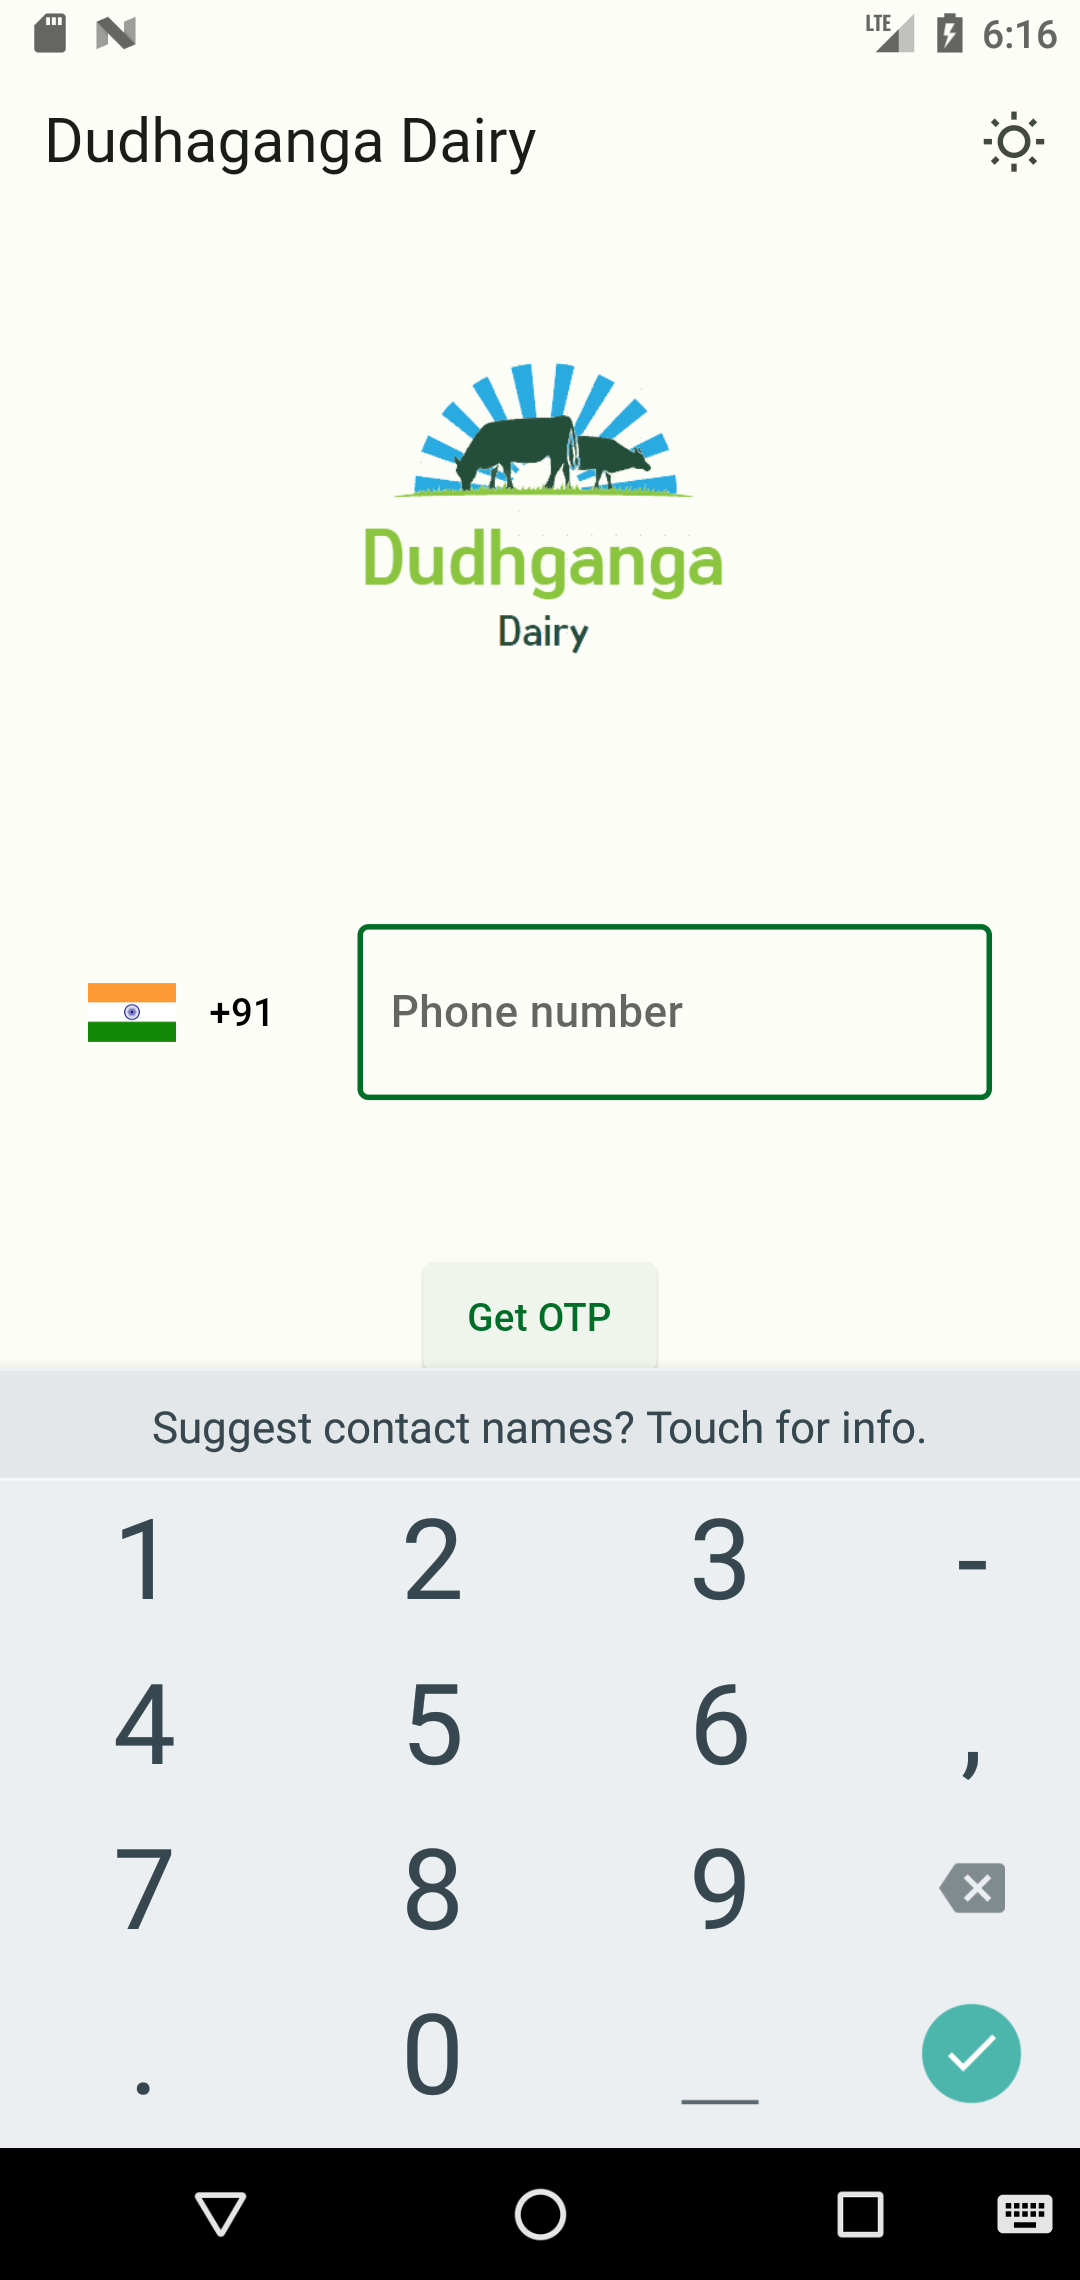 LTE 6:16
Dudhaganga Dairy
Dudhganga
Dairy
+91 Phone number
Get OTP
Suggest contact names? Touch for info.
1 2 3 -
4 5 6 ,
7 8 9
. 0 _